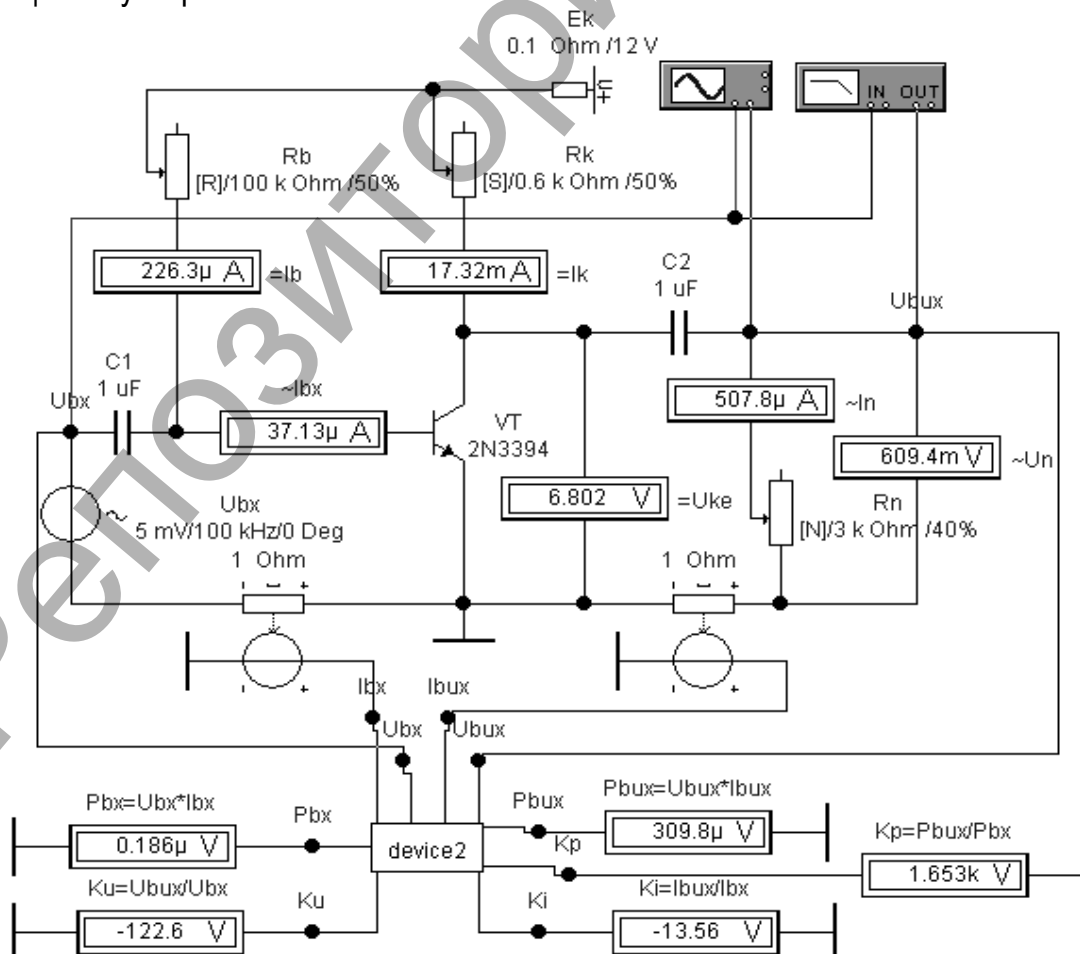 Ek
0.1 Ohm /12 V
IN OUT
Rb
[R]/100 k Ohm /50%
Rk
[S]/0.6 k Ohm /50%
226.3µ A
=Ib
17.32m A
=Ik
C2
1 uF
Ubux
C1
1 uF
Ubx
~Ibx
37.13µ A
VT
2N3394
507.8µ A
~In
609.4m V
~Un
6.802 V
=Uke
Rn
[N]/3 k Ohm /40%
Ubx
5 mV/100 kHz/0 Deg
1 Ohm
1 Ohm
Ibx
Ibux
Ubx
Ubux
Pbx=Ubx*Ibx
0.186µ V
Pbx
device2
Pbux
Pbux=Ubux*Ibux
309.8µ V
Kp
Kp=Pbux/Pbx
1.653k V
Ku=Ubux/Ubx
-122.6 V
Ku
Ki
Ki=Ibux/Ibx
-13.56 V
Репозитори